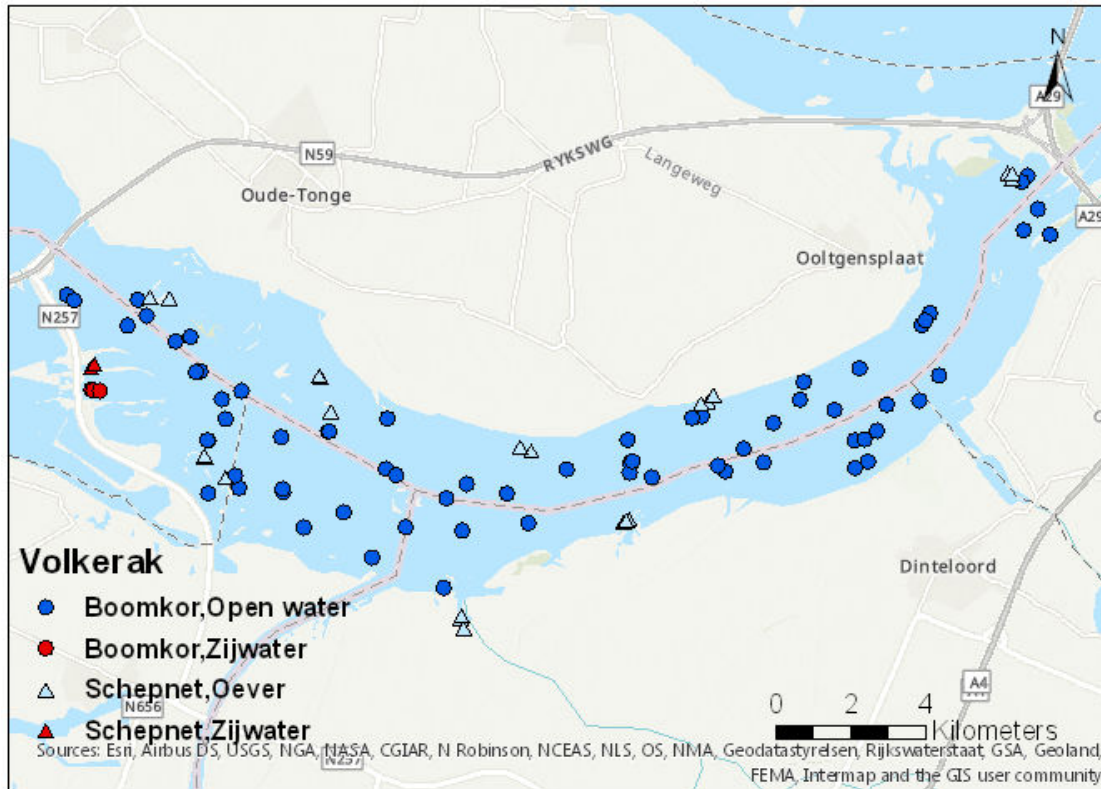 N
A29
N59
RYKSWG
Langeweg
Oude-Tonge
A29
Ooltgensplaat
N257
Volkerak
Dinteloord
Boomkor,Open water
Boomkor,Zijwater
Schepnet,Oever
A4
0 2 4
N656
Schepnet,Zijwater
Kilometers
Sources: Esri, Airbus DS, USGS, NGA, NASA, CGIAR, N Robinson, NCEAS, NLS, OS, NMA, Geodatastyrelsen, Rijkswaterstaat, GSA, Geoland,
N257
FEMA, Intermap and the GIS user community